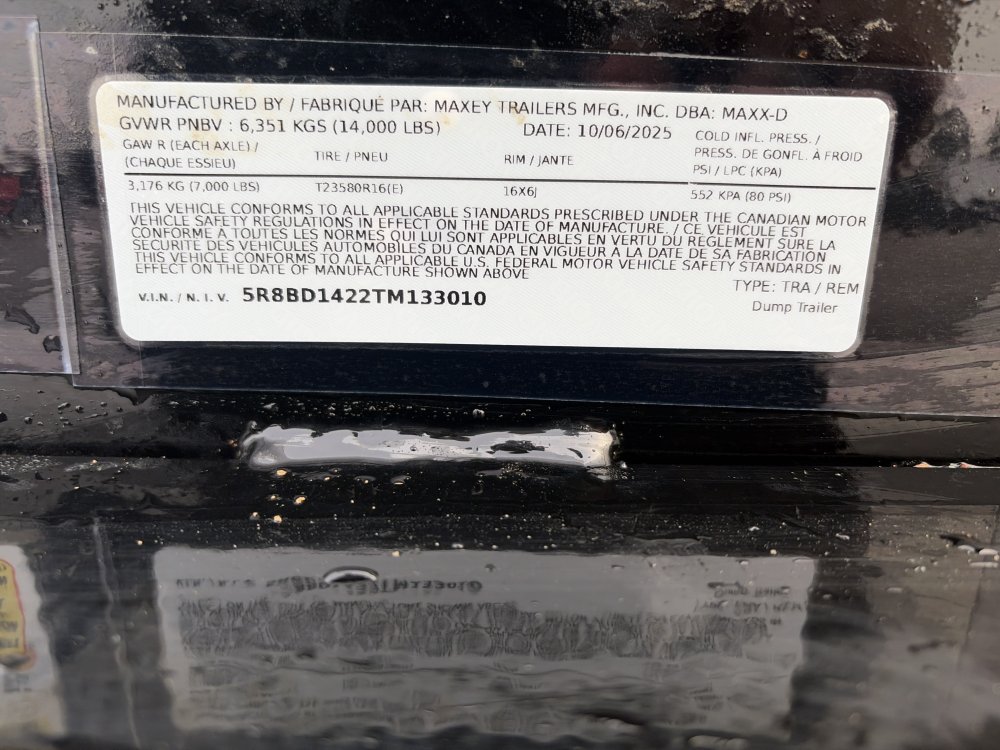 MANUFACTURED BY / FABRIQUÉ PAR: MAXEY TRAILERS MFG., INC. DBA: MAXX-D
GVWR PNBV : 6,351 KGS (14,000 LBS) DATE: 10/06/2025
GAW R (EACH AXLE) /
(CHAQUE ESSIEU)
TIRE / PNEU
RIM / JANTE
COLD INFL. PRESS. /
PRESS. DE GONFL. À FROID
PSI / LPC (KPA)
3,176 KG (7,000 LBS) T23580R16(E) 16X6J 552 KPA (80 PSI)
THIS VEHICLE CONFORMS TO ALL APPLICABLE STANDARDS PRESCRIBED UNDER THE CANADIAN MOTOR
VEHICLE SAFETY REGULATIONS IN EFFECT ON THE DATE OF MANUFACTURE. / CE VEHICULE EST
CONFORME A TOUTES LES NORMES QUI LUI SONT APPLICABLES EN VERTU DU REGLEMENT SURE LA
SECURITE DES VEHICULES AUTOMOBILES DU CANADA EN VIGUEUR A LA DATE DE SA FABRICATION
THIS VEHICLE CONFORMS TO ALL APPLICABLE U.S. FEDERAL MOTOR VEHICLE SAFETY STANDARDS IN
EFFECT ON THE DATE OF MANUFACTURE SHOWN ABOVE
V.I.N. / N. I. V. 5R8BD1422TM133010
TYPE: TRA / REM
Dump Trailer